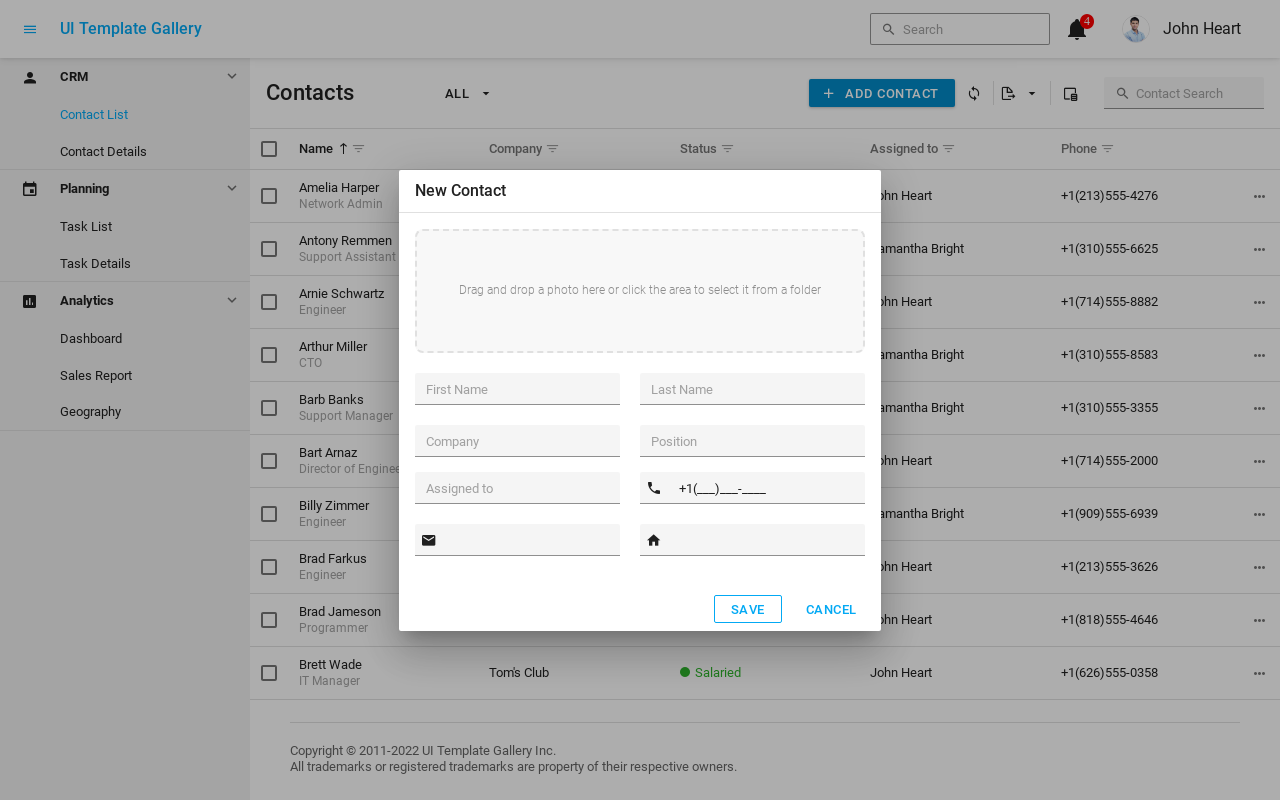 UI Template Gallery
Search
4
John Heart
CRM
Contact List
Contact Details
Planning
Task List
Task Details
Analytics
Dashboard
Sales Report
Geography
Contacts
ALL
ADD CONTACT
Contact Search
Name Company Status Assigned to Phone
Amelia Harper
Network Admin
John Heart
+1(213)555-4276
Antony Remmen
Support Assistant
Samantha Bright
+1(310)555-6625
Arnie Schwartz
Engineer
John Heart
+1(714)555-8882
Arthur Miller
CTO
Samantha Bright
+1(310)555-8583
Barb Banks
Support Manager
Samantha Bright
+1(310)555-3355
Bart Arnaz
Director of Enginee
John Heart
+1(714)555-2000
Billy Zimmer
Engineer
Samantha Bright
+1(909)555-6939
Brad Farkus
Engineer
John Heart
+1(213)555-3626
Brad Jameson
Programmer
John Heart
+1(818)555-4646
Brett Wade
IT Manager
Tom's Club
Salaried
John Heart
+1(626)555-0358
New Contact
Drag and drop a photo here or click the area to select it from a folder
First Name
Last Name
Company
Position
Assigned to
+1(___)___-____
SAVE
CANCEL
Copyright © 2011-2022 UI Template Gallery Inc.
All trademarks or registered trademarks are property of their respective owners.